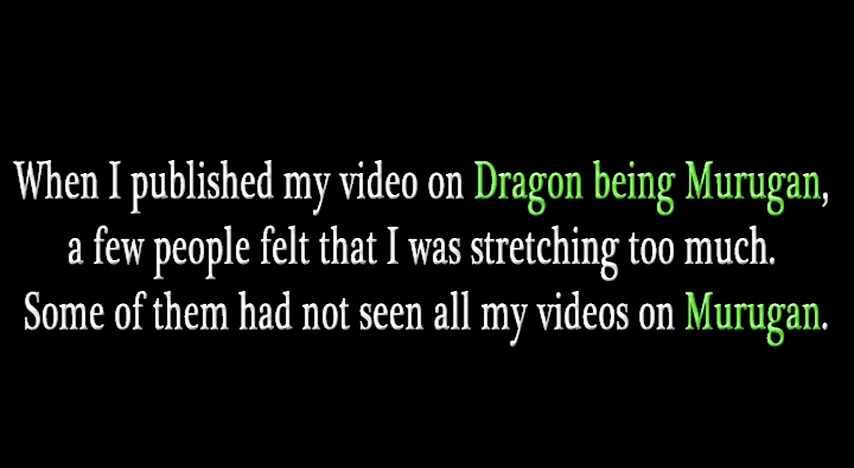 When I published my video on Dragon being Murugan,
a few people felt that I was stretching too much.
Some of them had not seen all my videos on Murugan.